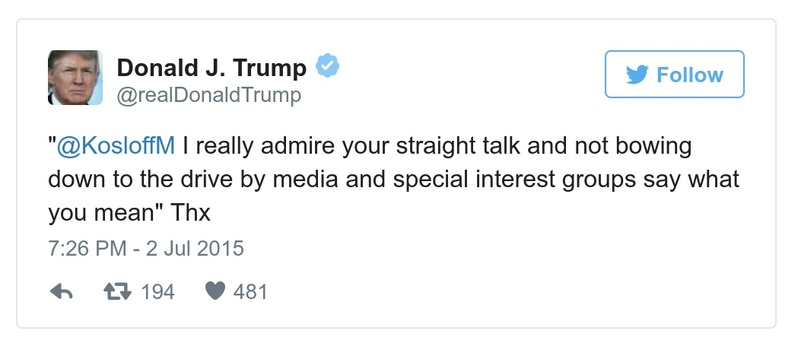 Donald J. Trump
@realDonaldTrump
Follow
"@KosloffM I really admire your straight talk and not bowing
down to the drive by media and special interest groups say what
you mean" Thx
7:26 PM - 2 Jul 2015
194 481